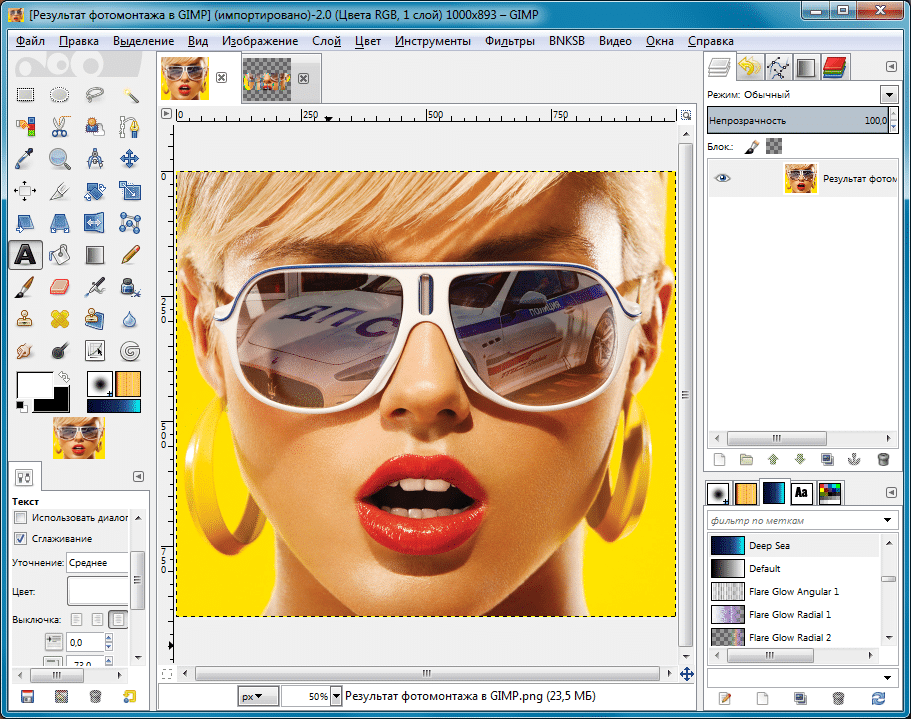 [Результат фотомонтажа в GIMP] (импортировано)-2.0 (Цвета RGB, 1 слой) 1000x893 – GIMP
Файл Правка Выделение Вид Изображение Слой Цвет Инструменты Фильтры BNKSB Видео Окна Справка
0 250 500 750
0
250
500
750
ДПС
ПОЛИЦИЯ
Режим: Обычный
Непрозрачность 100,0
Блок.:
Результат фотом
Текст
Использовать диалог
Сглаживание
Уточнение: Среднее
Цвет:
Выключка:
0,0
-73,0
Aa
фильтр по меткам
Deep Sea
Default
Flare Glow Angular 1
Flare Glow Radial 1
Flare Glow Radial 2
px 50% Результат фотомонтажа в GIMP.png (23,5 МБ)